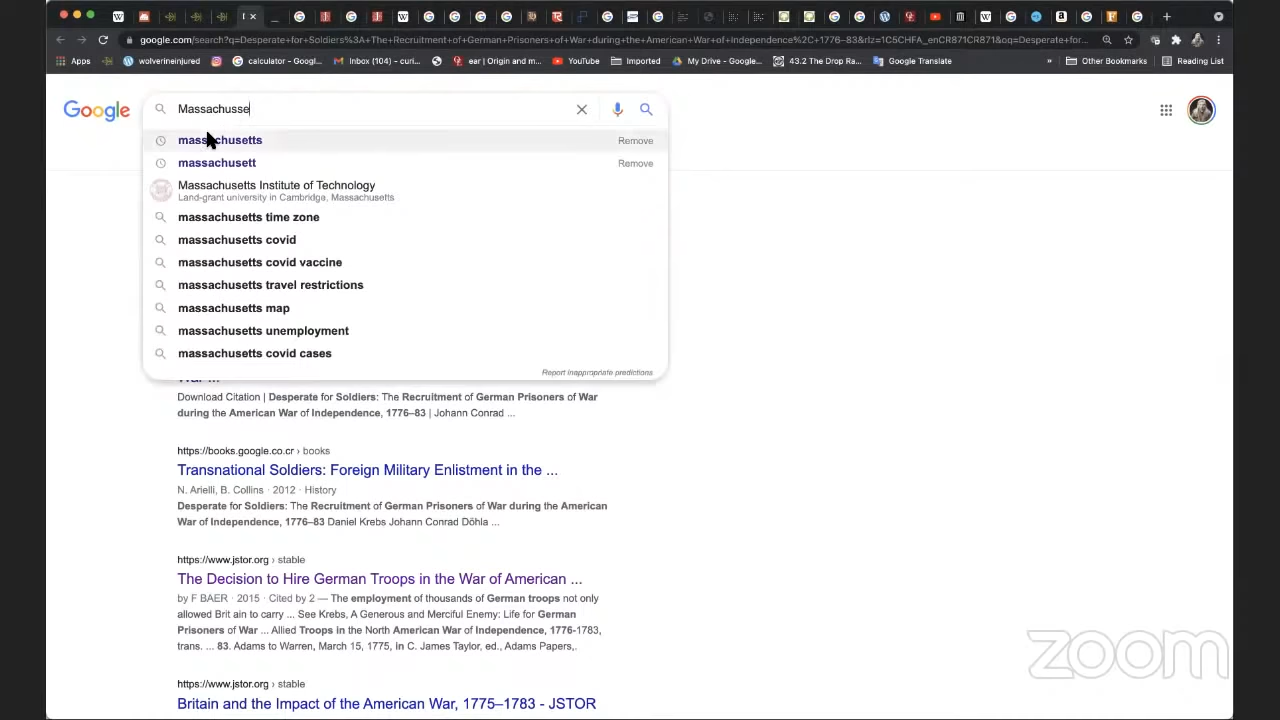 google.com/search?q=Desperate+for+Soldiers%3A+The+Recruitment+of+German+Prisoners+of+War+during+the+American+War+of+Independence%2C+1776-83&rlz=1C5CHFA_enCR871CR871&oq=Desperate+for...
Apps
wolverineinjured
calculator - Googl...
Inbox (104) - curi...
ear | Origin and m...
YouTube
Imported
My Drive - Google...
43.2 The Drop Ra...
Google Translate
»
Other Bookmarks
Reading List
Google
Massachusse
massachusetts
Remove
massachusett
Remove
Massachusetts Institute of Technology
Land-grant university in Cambridge, Massachusetts
massachusetts time zone
massachusetts covid
massachusetts covid vaccine
massachusetts travel restrictions
massachusetts map
massachusetts unemployment
massachusetts covid cases
Report inappropriate predictions
War ...
Download Citation | Desperate for Soldiers: The Recruitment of German Prisoners of War
during the American War of Independence, 1776–83 | Johann Conrad ...
https://books.google.co.cr › books
Transnational Soldiers: Foreign Military Enlistment in the ...
N. Arielli, B. Collins · 2012 · History
Desperate for Soldiers: The Recruitment of German Prisoners of War during the American
War of Independence, 1776–83 Daniel Krebs Johann Conrad Döhla ...
https://www.jstor.org › stable
The Decision to Hire German Troops in the War of American ...
by F BAER · 2015 · Cited by 2 — The employment of thousands of German troops not only
allowed Brit ain to carry ... See Krebs, A Generous and Merciful Enemy: Life for German
Prisoners of War ... Allied Troops in the North American War of Independence, 1776-1783,
trans. ... 83. Adams to Warren, March 15, 1775, in C. James Taylor, ed., Adams Papers,.
https://www.jstor.org › stable
Britain and the Impact of the American War, 1775–1783 - JSTOR
zoom